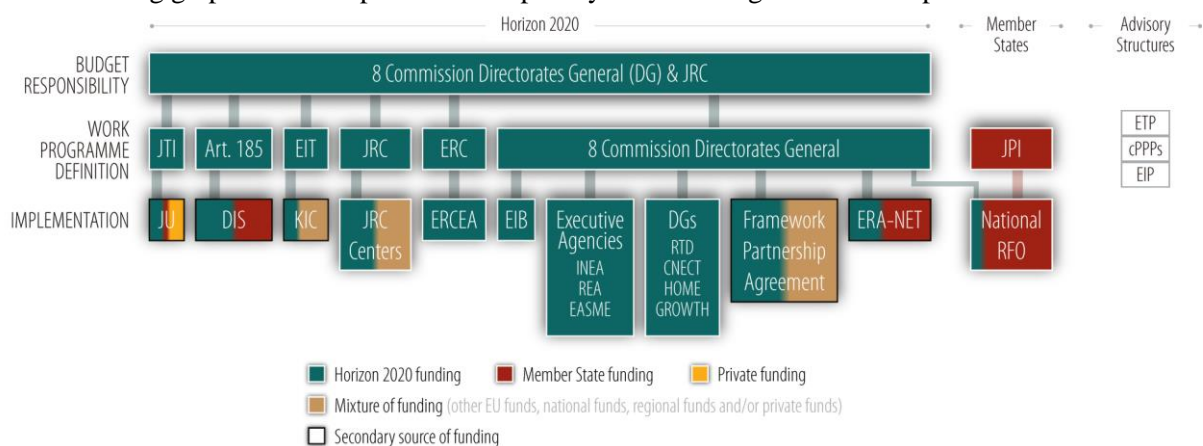 Horizon 2020
Member
States
Advisory
Structures
BUDGET
RESPONSIBILITY
8 Commission Directorates General (DG) & JRC
WORK
PROGRAMME
DEFINITION
JTI
Art. 185
EIT
JRC
ERC
8 Commission Directorates General
JPI
ETP
cPPPs
EIP
IMPLEMENTATION
JU
DIS
KIC
JRC
Centers
ERCEA
EIB
Executive
Agencies
INEA
REA
EASME
DGs
RTD
CNECT
HOME
GROWTH
Framework
Partnership
Agreement
ERA-NET
National
RFO
Horizon 2020 funding
Member State funding
Private funding
Mixture of funding (other EU funds, national funds, regional funds and/or private funds)
Secondary source of funding